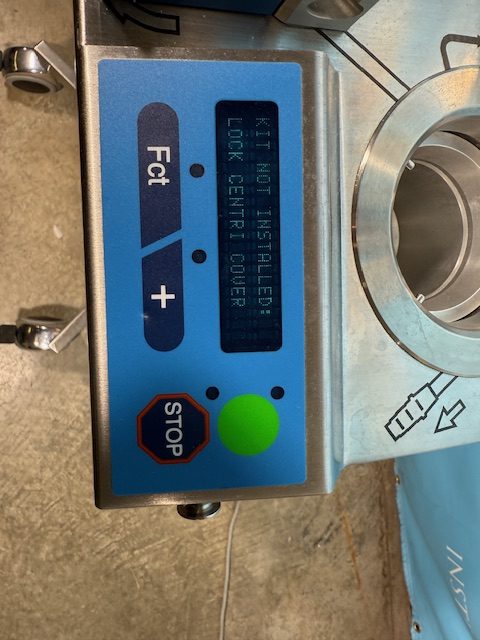 KIT NOT INSTALLED:
LOCK CENTRI COVER
Fct
+
STOP